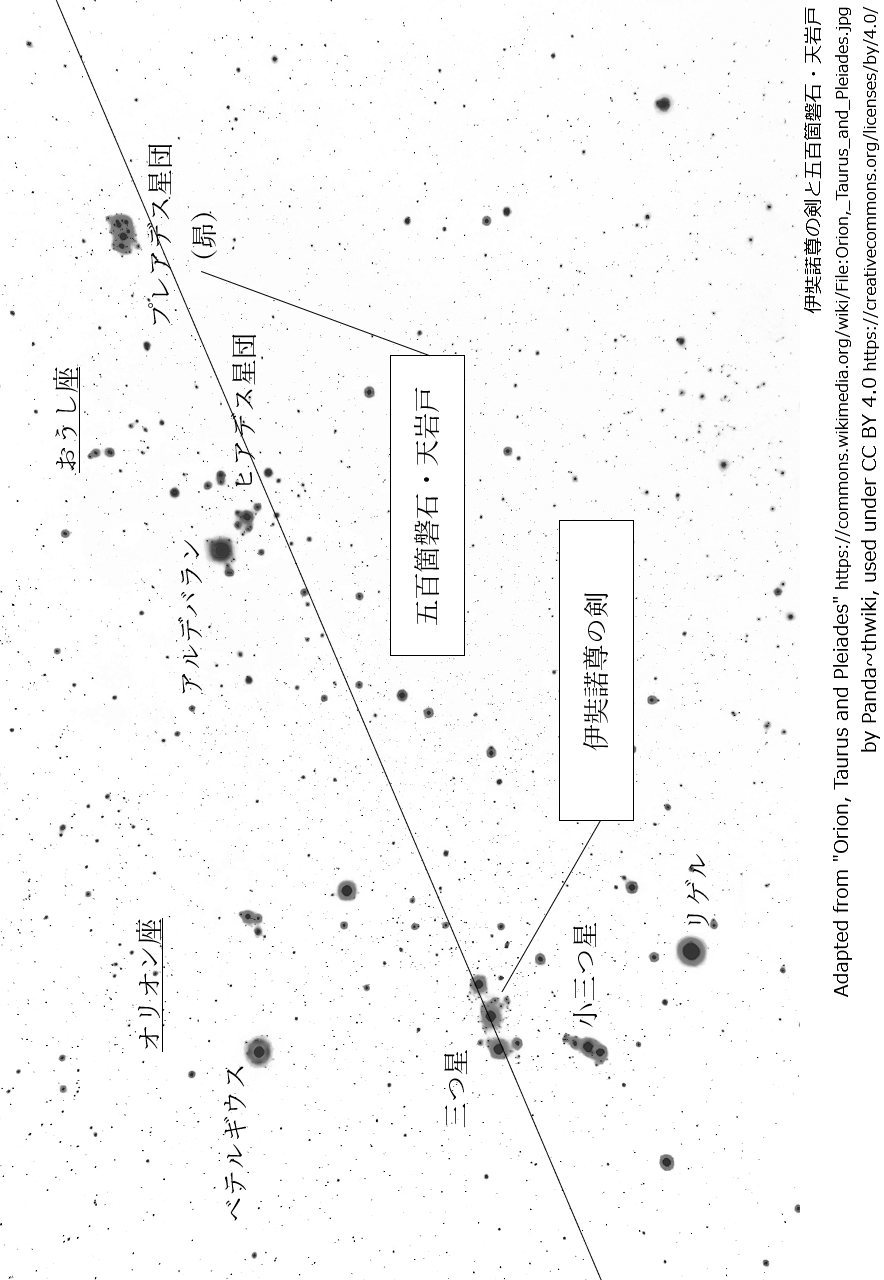 プレアデス星団
(昴)
おうし座
ヒアデス星団
アルデバラン
五百箇磐石・天岩戸
伊弉諾尊の剣
オリオン座
ベテルギウス
三つ星
小三つ星
リゲル
伊弉諾尊の剣と五百箇磐石・天岩戸
Adapted from "Orion, Taurus and Pleiades" https://commons.wikimedia.org/wiki/File:Orion,_Taurus_and_Pleiades.jpg
by Panda~thwiki, used under CC BY 4.0 https://creativecommons.org/licenses/by/4.0/